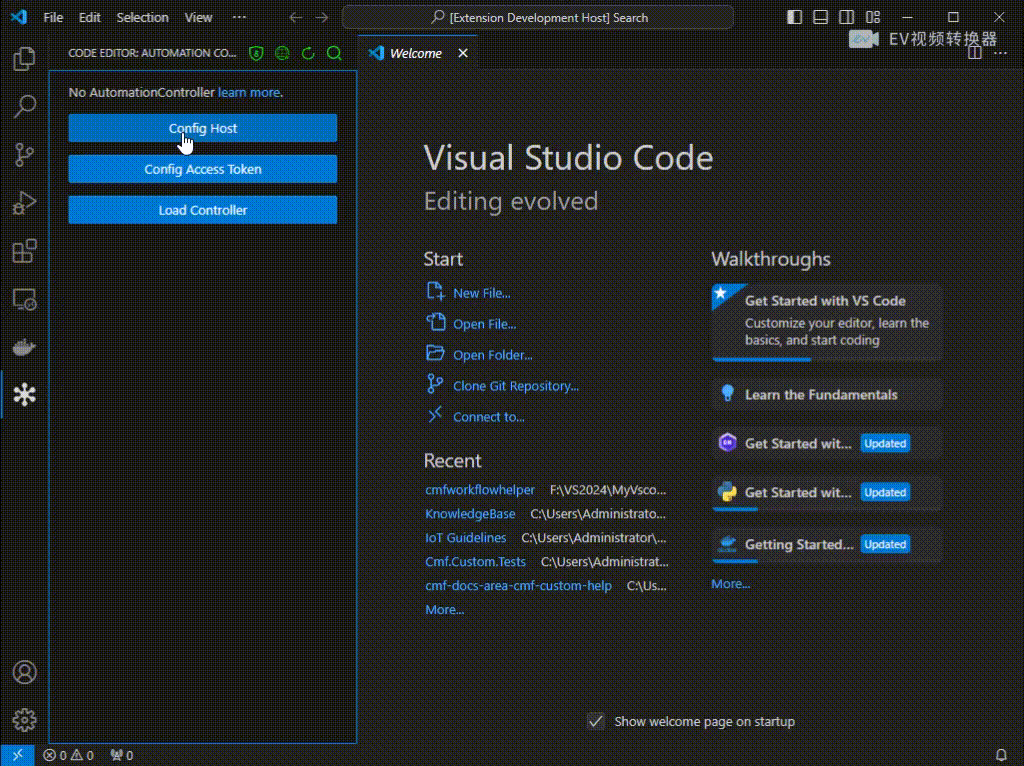 File Edit Selection View ··· [Extension Development Host] Search
EV视频转换器
CODE EDITOR: AUTOMATION CO... Welcome
No AutomationController learn more.
Config Host
Config Access Token
Load Controller
Visual Studio Code
Editing evolved
Start
New File...
Open File...
Open Folder...
Clone Git Repository...
Connect to...
Recent
cmfworkflowhelper F:\VS2024\MyVsco...
KnowledgeBase C:\Users\Administrato...
IoT Guidelines C:\Users\Administrator\...
Cmf.Custom.Tests C:\Users\Administrat...
cmf-docs-area-cmf-custom-help C:\Us...
More...
Walkthroughs
Get Started with VS Code
Customize your editor, learn the
basics, and start coding
Learn the Fundamentals
Get Started wit... Updated
Get Started wit... Updated
Getting Started... Updated
More...
Show welcome page on startup
0 0 0